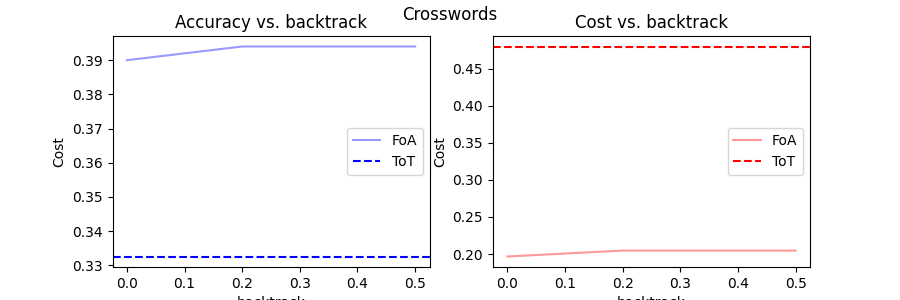 Crosswords
Accuracy vs. backtrack
Cost
0.39
0.38
0.37
0.36
0.35
0.34
0.33
FoA
ToT
0.0 0.1 0.2 0.3 0.4 0.5
backtrack
Cost vs. backtrack
Cost
0.45
0.40
0.35
0.30
0.25
0.20
FoA
ToT
0.0 0.1 0.2 0.3 0.4 0.5
backtrack